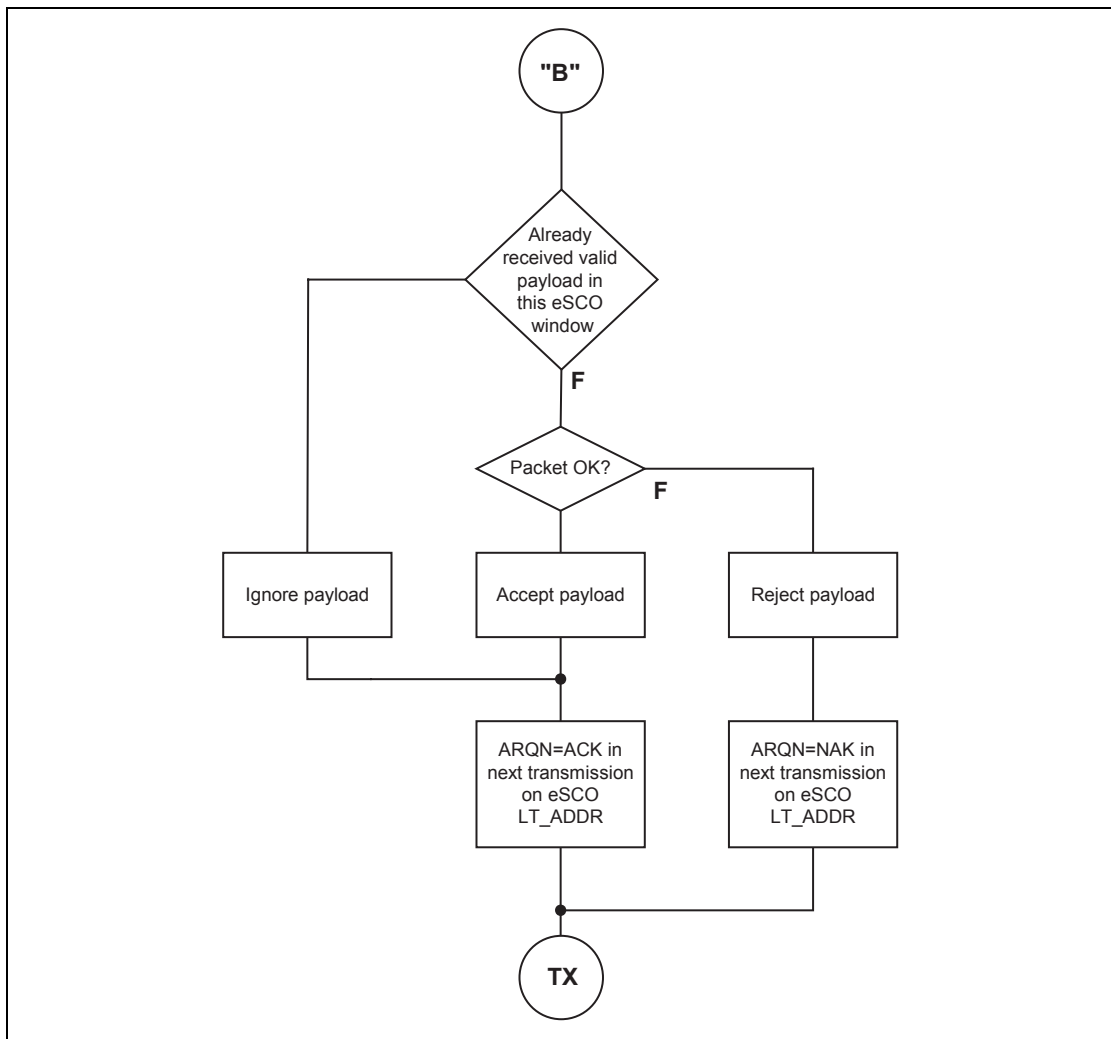 "B"
Already
received valid
payload in
this eSCO
window
F
Packet OK?
F
Ignore payload
Accept payload
Reject payload
ARQN=ACK in
next transmission
on eSCO
LT_ADDR
ARQN=NAK in
next transmission
on eSCO
LT_ADDR
TX